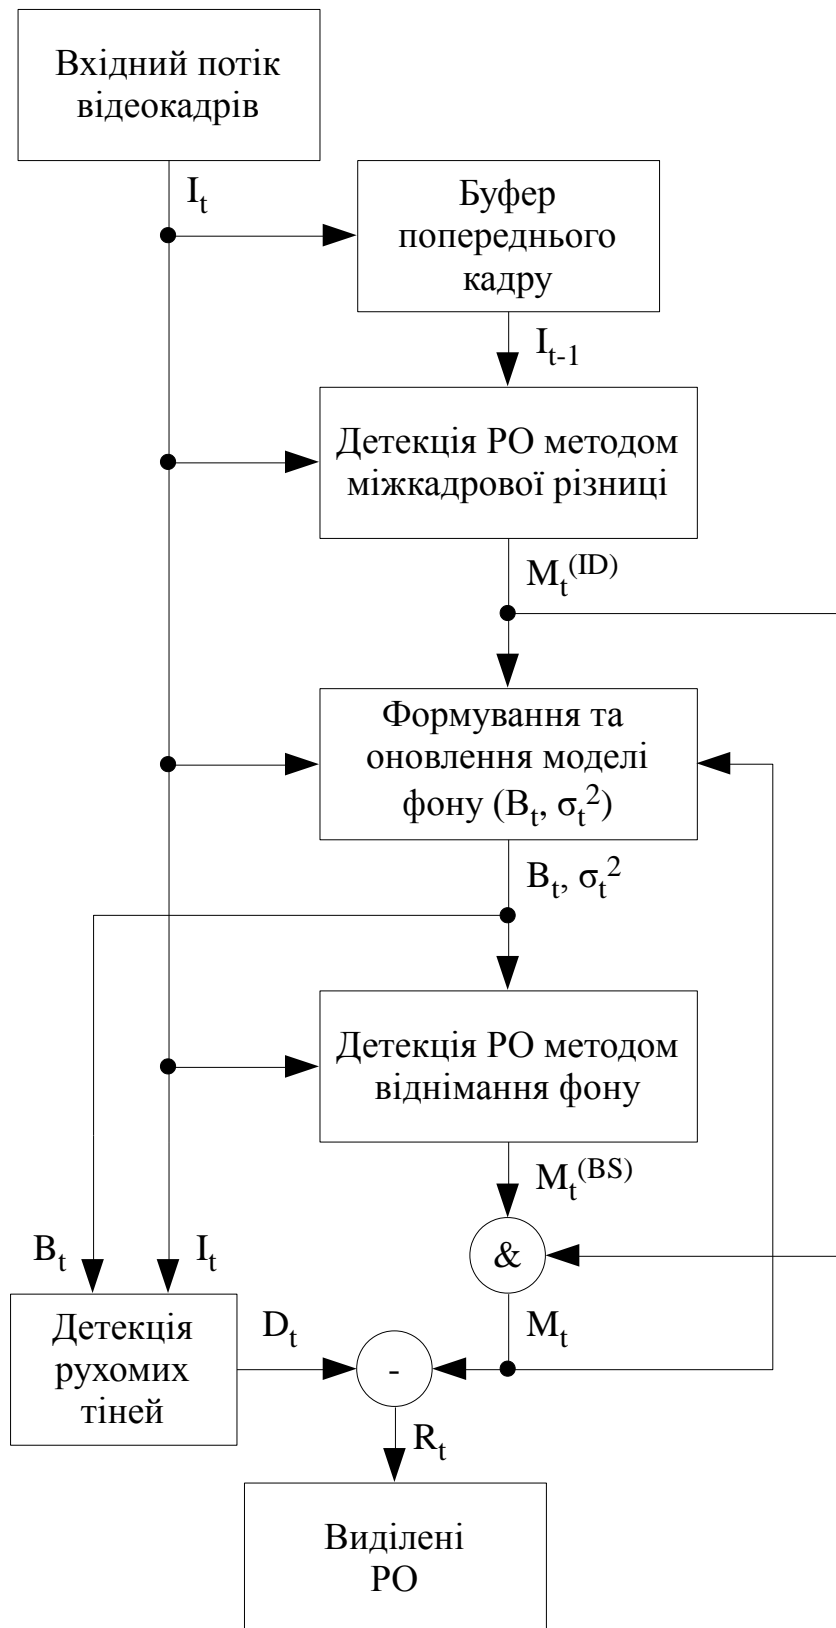 Вхідний потік
відеокадрів
I_t
Буфер
попереднього
кадру
I_{t-1}
Детекція РО методом
міжкадрової різниці
M_t^{(ID)}
Формування та
оновлення моделі
фону (B_t, σ_t^2)
B_t, σ_t^2
Детекція РО методом
віднімання фону
M_t^{(BS)}
&
B_t
I_t
Детекція
рухомих
тіней
D_t
-
M_t
R_t
Виділені
РО